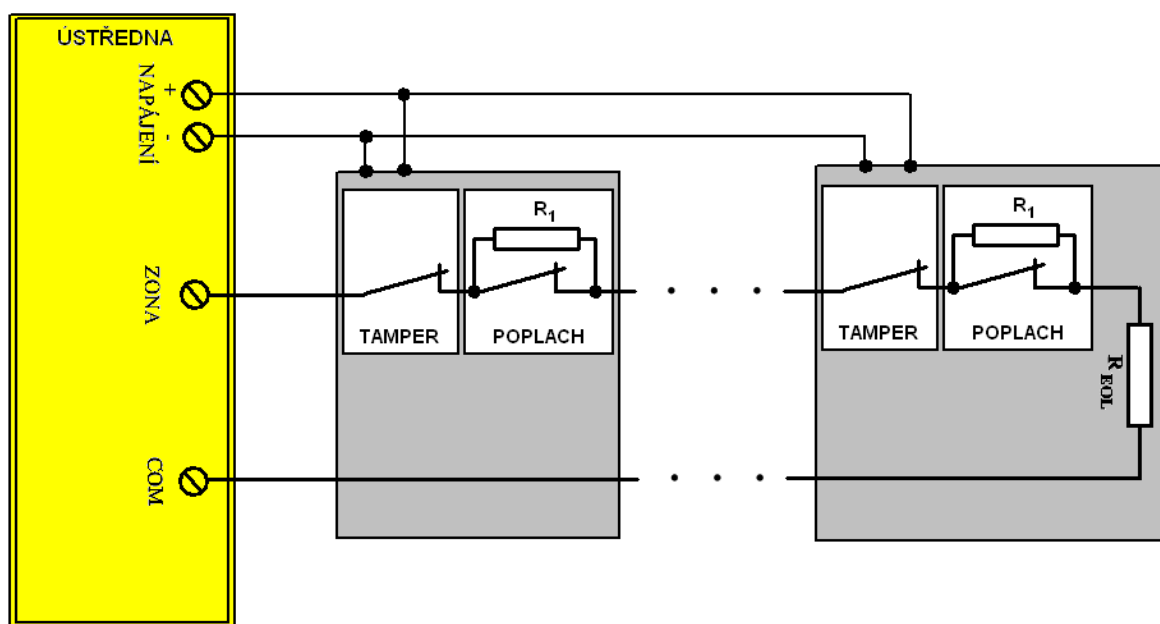 ÚSTŘEDNA
NAPÁJENÍ
+
-
ZONA
COM
R1
TAMPER
POPLACH
R1
TAMPER
POPLACH
R EOL